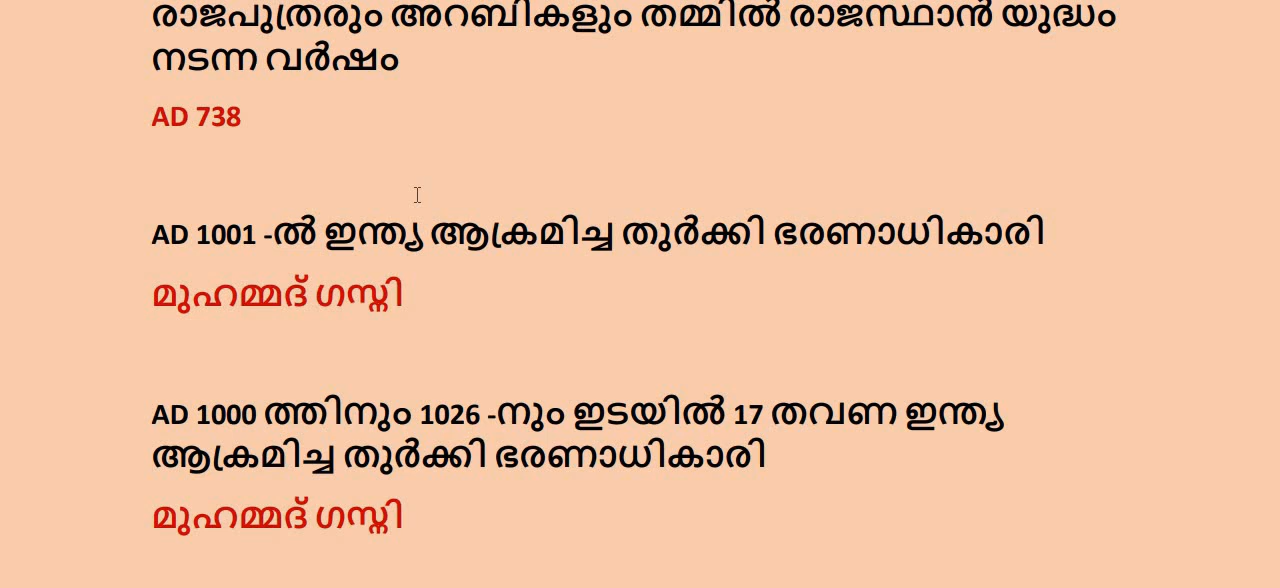 രാജപുത്രരും അറബികളും തമ്മിൽ രാജസ്ഥാൻ യുദ്ധം
നടന്ന വർഷം
AD 738
AD 1001 -ൽ ഇന്ത്യ ആക്രമിച്ച തുർക്കി ഭരണാധികാരി
മുഹമ്മദ് ഗസ്നി
AD 1000 ത്തിനും 1026 -നും ഇടയിൽ 17 തവണ ഇന്ത്യ
ആക്രമിച്ച തുർക്കി ഭരണാധികാരി
മുഹമ്മദ് ഗസ്നി